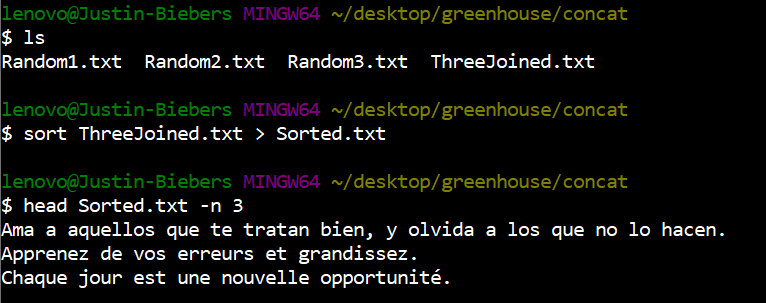 lenovo@Justin-Biebers MINGW64 ~/desktop/greenhouse/concat
$ ls
Random1.txt  Random2.txt  Random3.txt  ThreeJoined.txt
lenovo@Justin-Biebers MINGW64 ~/desktop/greenhouse/concat
$ sort ThreeJoined.txt > Sorted.txt
lenovo@Justin-Biebers MINGW64 ~/desktop/greenhouse/concat
$ head Sorted.txt -n 3
Ama a aquellos que te tratan bien, y olvida a los que no lo hacen.
Apprenez de vos erreurs et grandissez.
Chaque jour est une nouvelle opportunité.